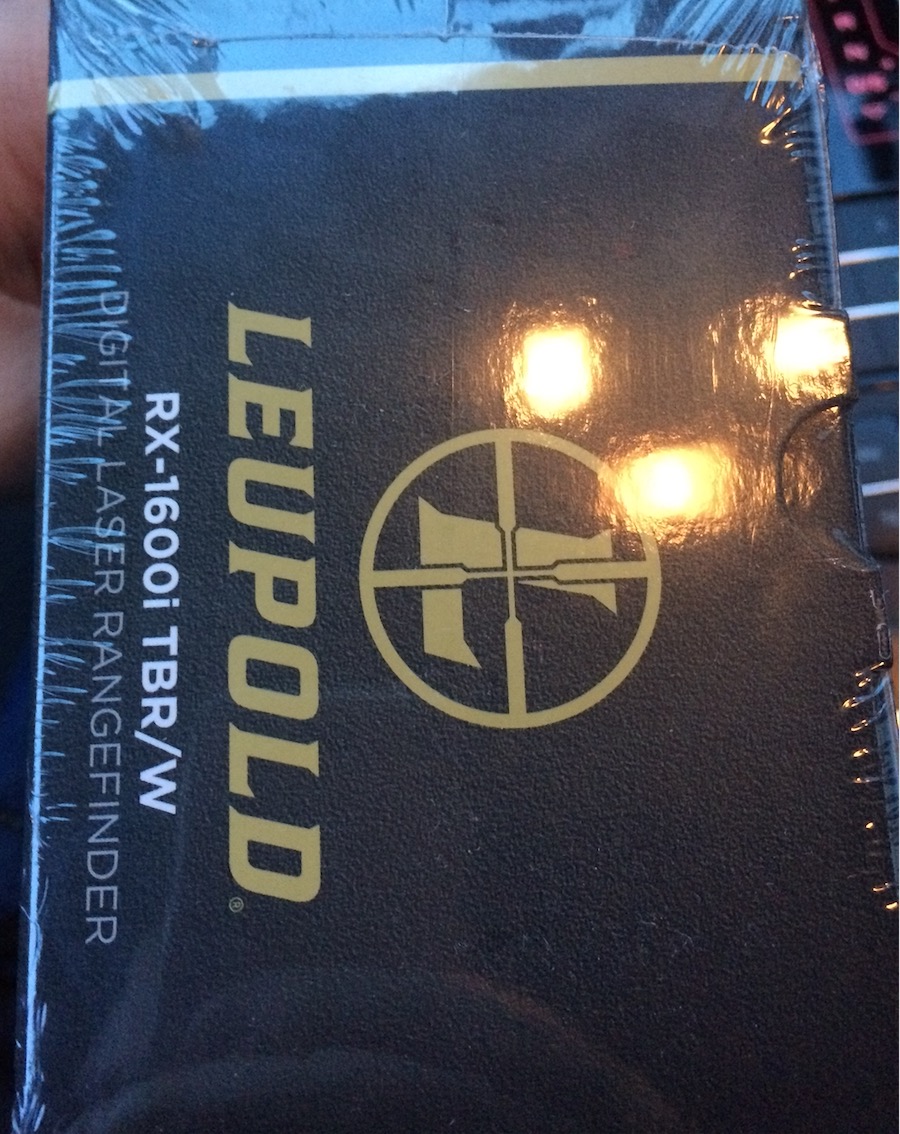 LEUPOLD®
RX-1600i TBR/W
DIGITAL LASER RANGEFINDER